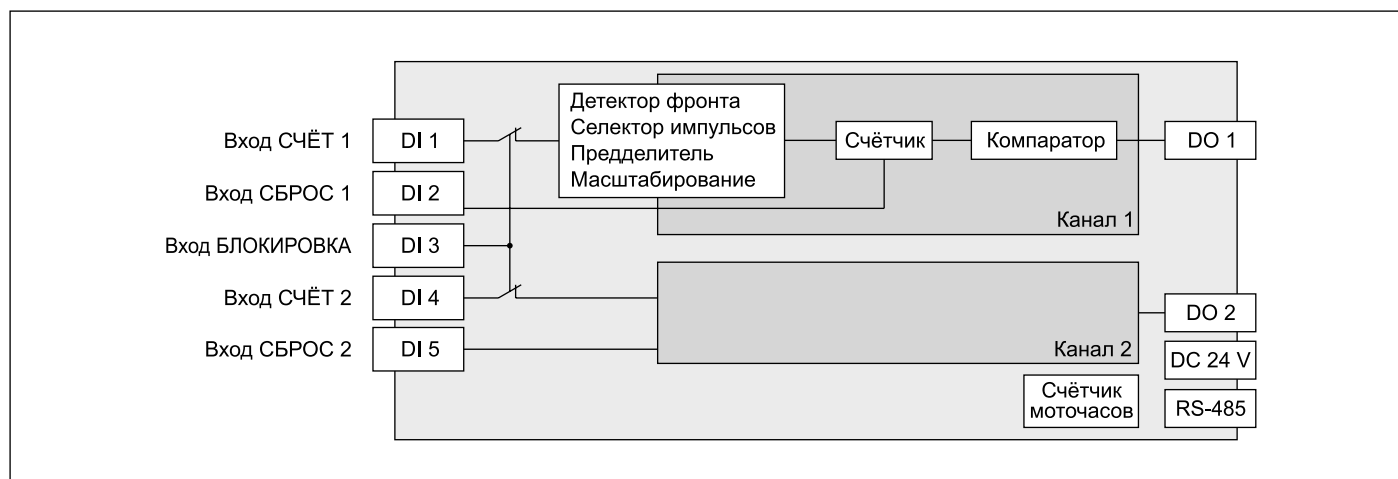 Детектор фронта
Селектор импульсов
Предделитель
Масштабирование
Вход СЧЁТ 1
DI 1
Счётчик
Компаратор
DO 1
Вход СБРОС 1
DI 2
Канал 1
Вход БЛОКИРОВКА
DI 3
Вход СЧЁТ 2
DI 4
DO 2
Вход СБРОС 2
DI 5
Канал 2
DC 24 V
Счётчик
моточасов
RS-485